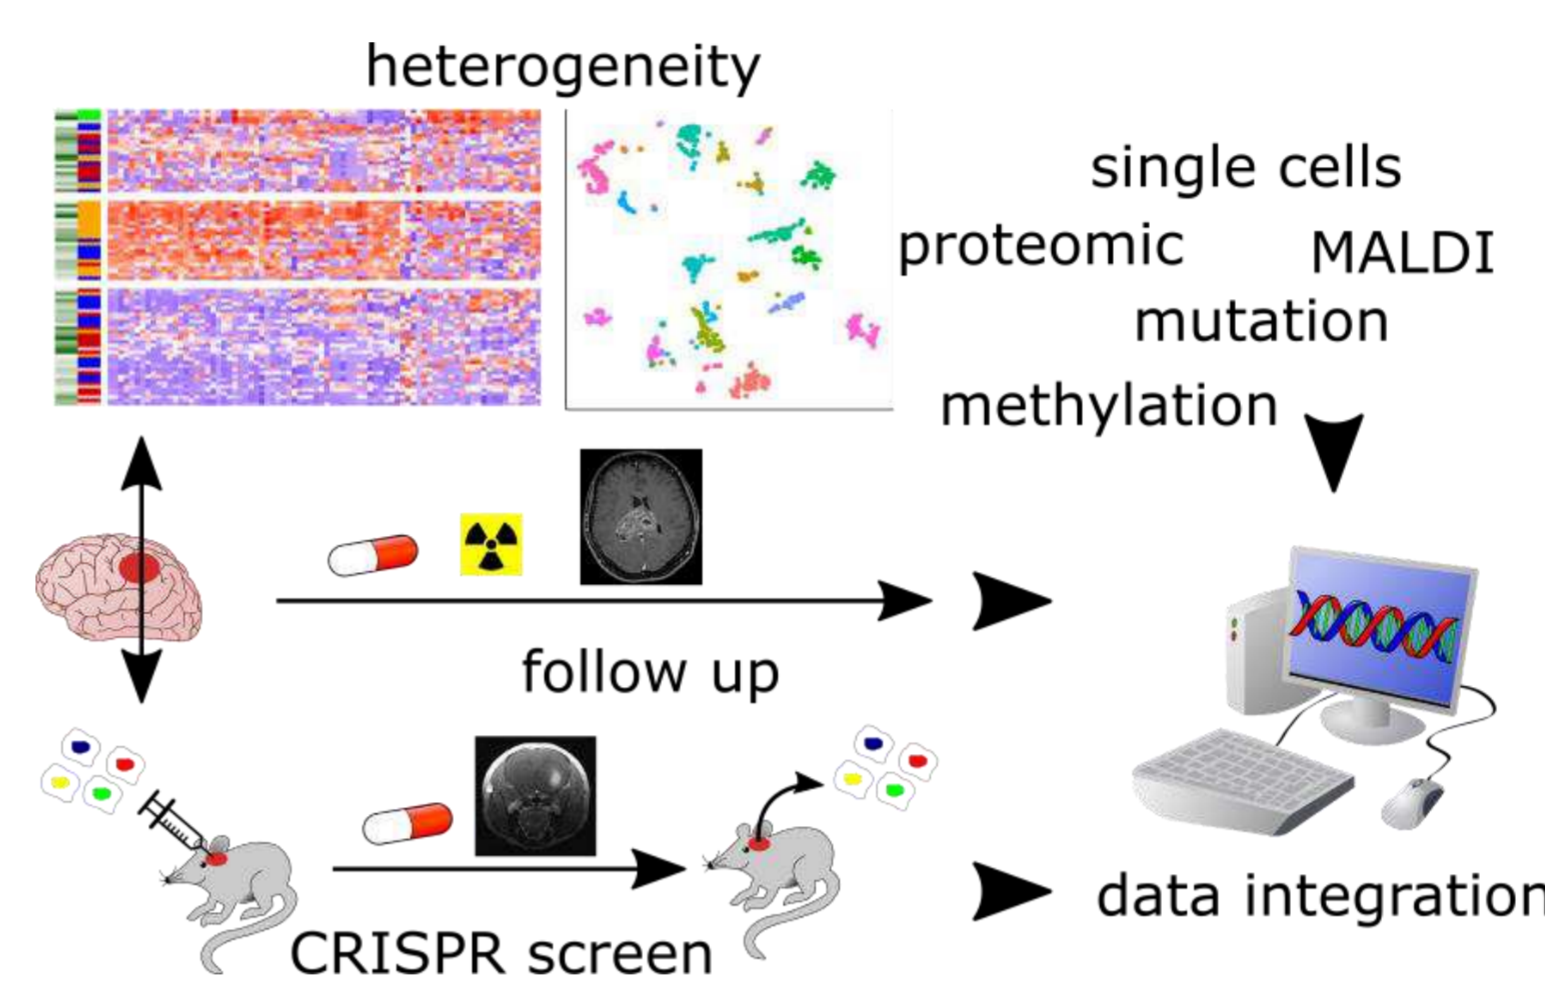 heterogeneity
single cells
proteomic MALDI
mutation
methylation
follow up
CRISPR screen
data integration